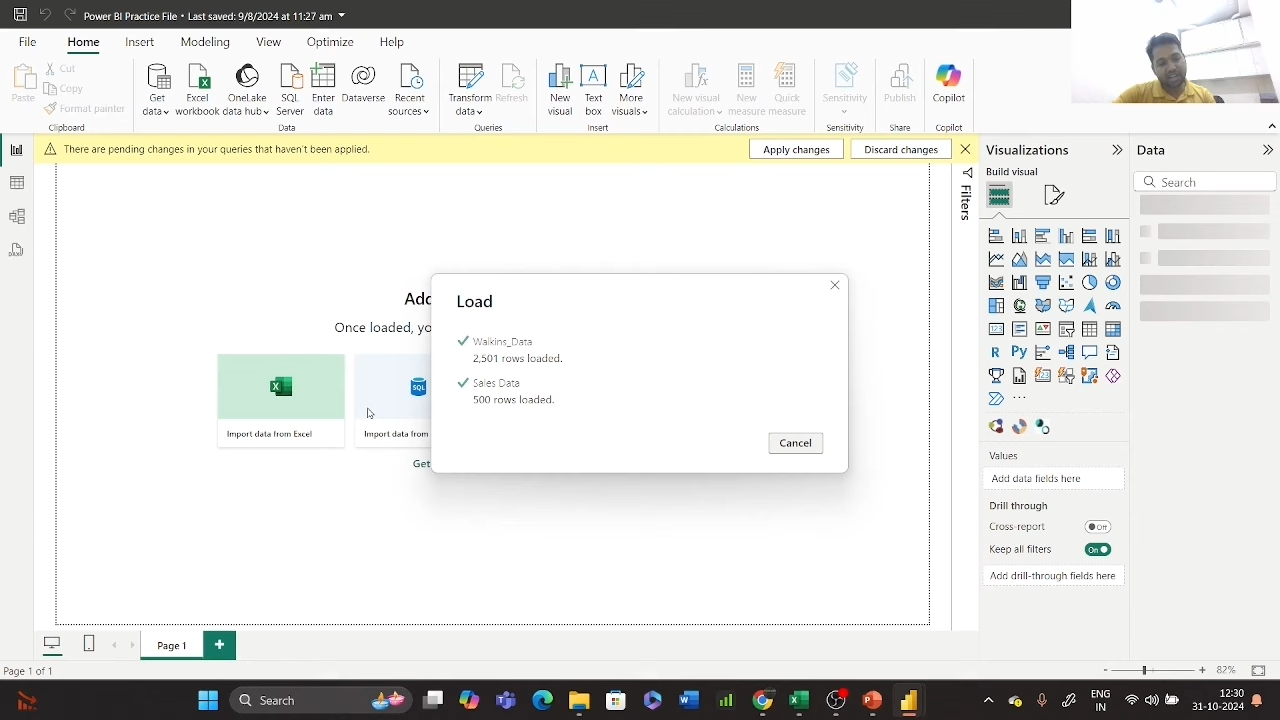 Power BI Practice File • Last saved: 9/8/2024 at 11:27 am
File Home Insert Modeling View Optimize Help
Paste
Cut
Copy
Format painter
Clipboard
Get data
Excel workbook
OneLake data hub
SQL Server
Enter data
Dataverse
Recent sources
Data
Transform data
Refresh
Queries
New visual
Text box
More visuals
Insert
New visual calculation
New measure
Quick measure
Calculations
Sensitivity
Sensitivity
Publish
Share
Copilot
Copilot
There are pending changes in your queries that haven't been applied.
Apply changes
Discard changes
Filters
Visualizations
Build visual
R Py
Values
Add data fields here
Drill through
Cross-report
Off
Keep all filters
On
Add drill-through fields here
Data
Search
Add
Once loaded, yo
Import data from Excel
SQL
Import data from
Get
Load
Walkins_Data
2,501 rows loaded.
Sales Data
500 rows loaded.
Cancel
Page 1
Page 1 of 1
82%
Search
ENG
IN
12:30
31-10-2024